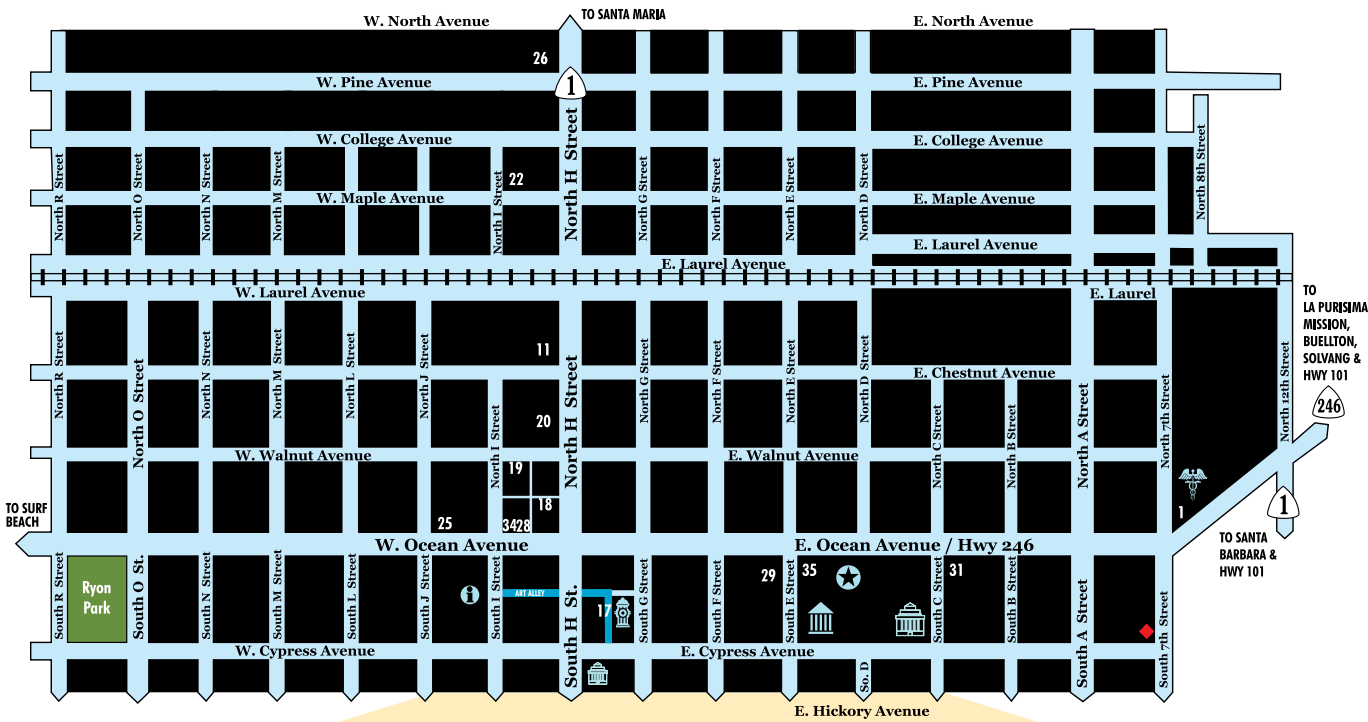 TO SANTA MARIA
W. North Avenue
E. North Avenue
26
W. Pine Avenue
1
E. Pine Avenue
W. College Avenue
E. College Avenue
North R Street
North O Street
North N Street
North M Street
North I Street
22
North H Street
North G Street
North F Street
North E Street
North D Street
North 8th Street
W. Maple Avenue
E. Maple Avenue
E. Laurel Avenue
E. Laurel Avenue
W. Laurel Avenue
E. Laurel
TO
LA PURISIMA
MISSION,
BUELLTON,
SOLVANG &
HWY 101
246
11
North R Street
North O Street
North N Street
North M Street
North L Street
North J Street
North H Street
North G Street
North F Street
North E Street
North D Street
E. Chestnut Avenue
North A Street
North 7th Street
North 12th Street
20
North I Street
North C Street
North B Street
W. Walnut Avenue
E. Walnut Avenue
19
18
25
34
28
1
1
TO SURF
BEACH
W. Ocean Avenue
E. Ocean Avenue / Hwy 246
TO SANTA
BARBARA &
HWY 101
South R Street
Ryon
Park
South O St.
South N Street
South M Street
South L Street
South J Street
South I Street
ART ALLEY
South H St.
17
South G Street
South F Street
29
South E Street
35
31
South C Street
South B Street
South A Street
South 7th Street
W. Cypress Avenue
E. Cypress Avenue
So. D
E. Hickory Avenue